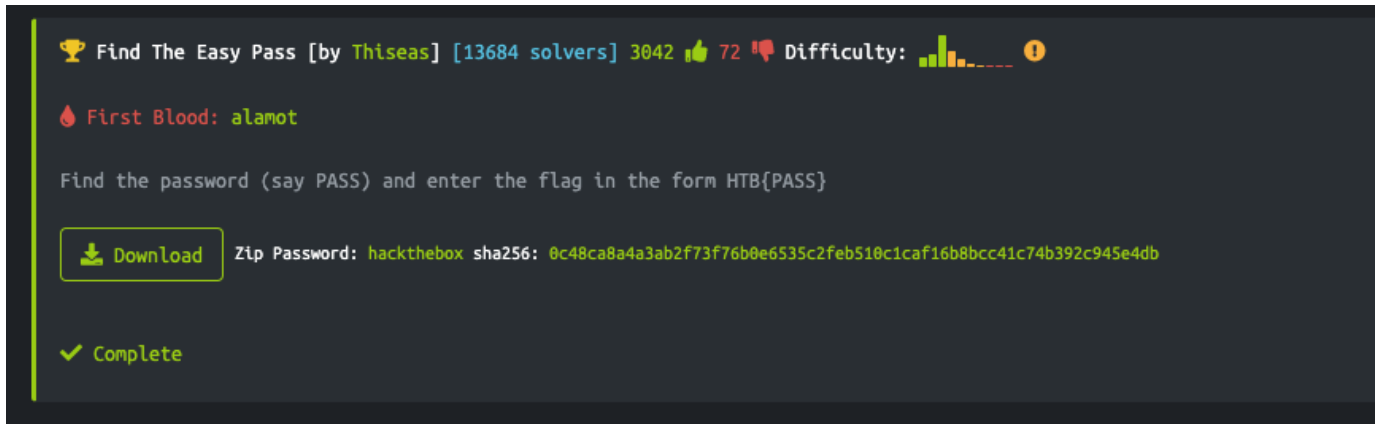 Find The Easy Pass [by Thiseas] [13684 solvers] 3042 72 Difficulty:
First Blood: alamot
Find the password (say PASS) and enter the flag in the form HTB{PASS}
Download Zip Password: hackthebox sha256: 0c48ca8a4a3ab2f73f76b0e6535c2feb510c1caf16b8bcc41c74b392c945e4db
Complete